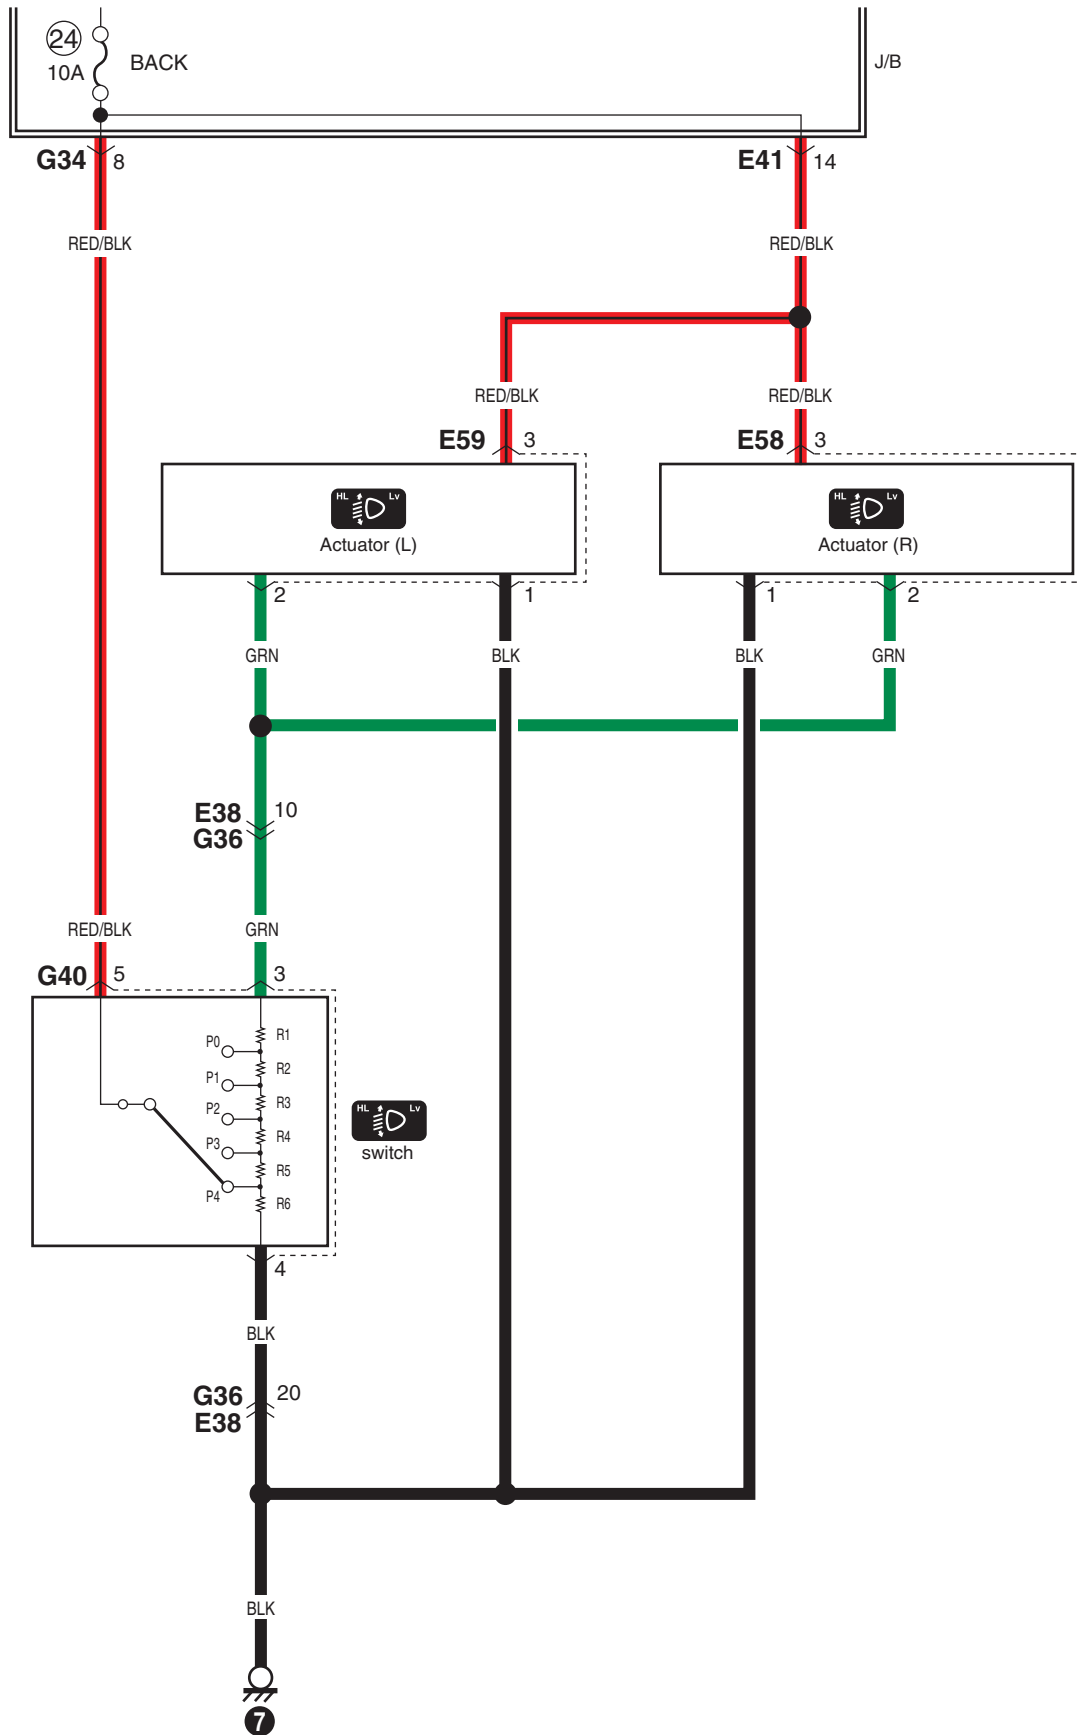 24
10A
BACK
J/B
G34 8
E41 14
RED/BLK
RED/BLK
RED/BLK
RED/BLK
E59 3
E58 3
HL Lv
Actuator (L)
HL Lv
Actuator (R)
2
1
1
2
GRN
BLK
BLK
GRN
E38 10
G36
RED/BLK
GRN
G40 5
3
P0
R1
P1
R2
P2
R3
P3
R4
P4
R5
R6
HL Lv
switch
4
BLK
G36 20
E38
BLK
7